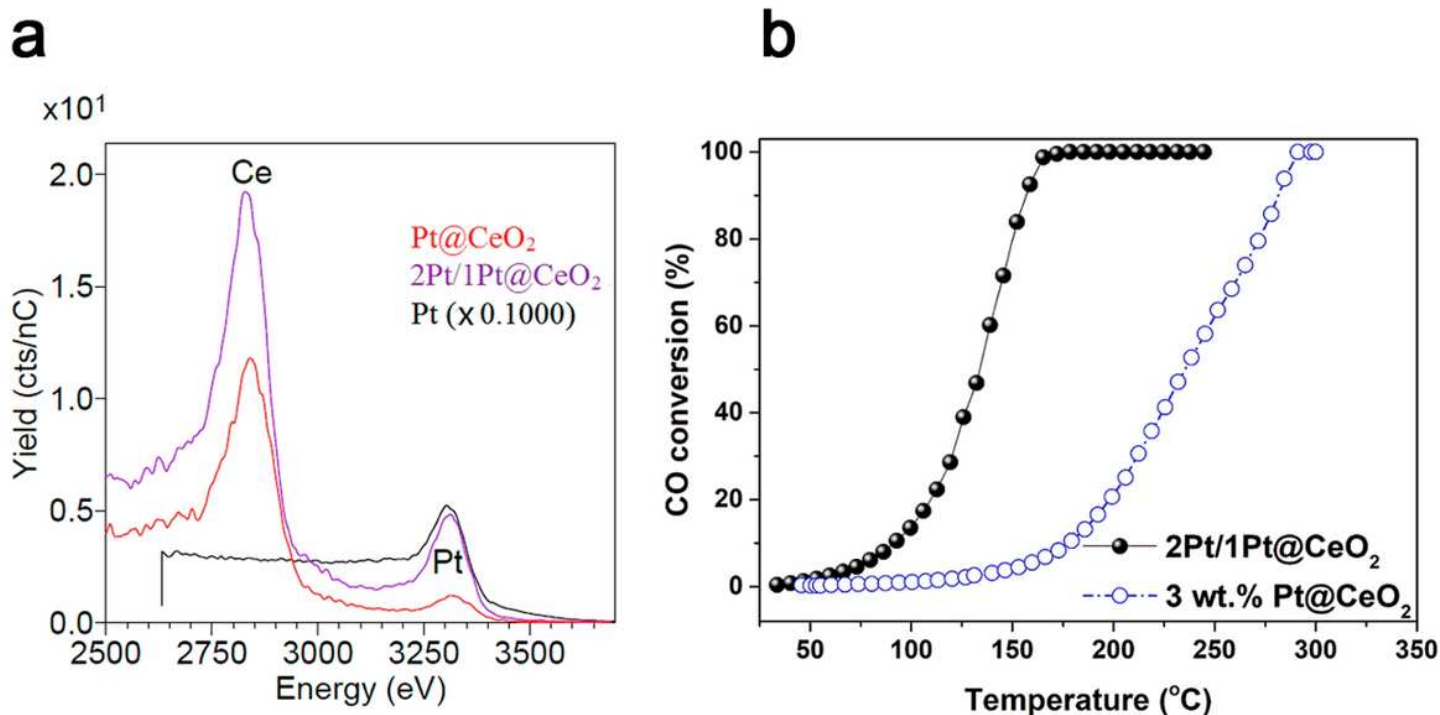 a
b
x10¹
2.0
1.5
1.0
0.5
0.0
Yield (cts/nC)
Ce
Pt@CeO₂
2Pt/1Pt@CeO₂
Pt (x 0.1000)
Pt
2500 2750 3000 3250 3500
Energy (eV)
100
80
60
40
20
0
CO conversion (%)
2Pt/1Pt@CeO₂
3 wt.% Pt@CeO₂
50 100 150 200 250 300 350
Temperature (°C)